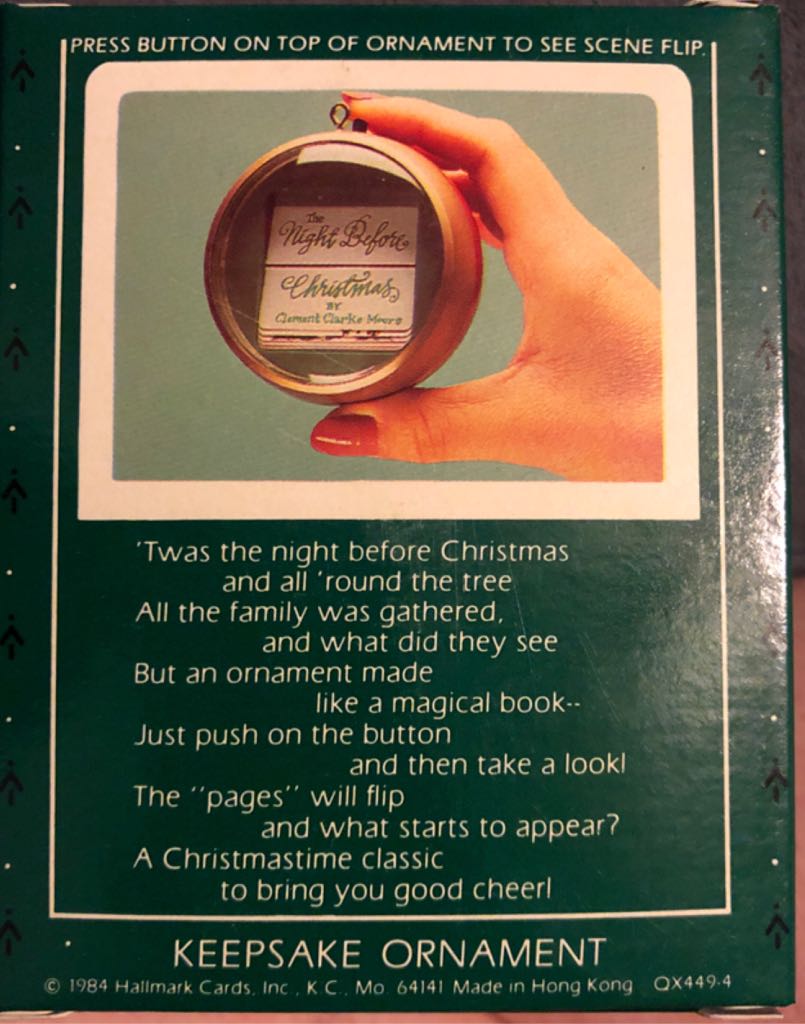 PRESS BUTTON ON TOP OF ORNAMENT TO SEE SCENE FLIP.
The
Night Before
Christmas
BY
Clement Clarke Moore
'Twas the night before Christmas
and all 'round the tree
All the family was gathered,
and what did they see
But an ornament made
like a magical book--
Just push on the button
and then take a look!
The "pages" will flip
and what starts to appear?
A Christmastime classic
to bring you good cheer!
KEEPSAKE ORNAMENT
© 1984 Hallmark Cards, Inc., K.C., Mo. 64141 Made in Hong Kong QX449-4